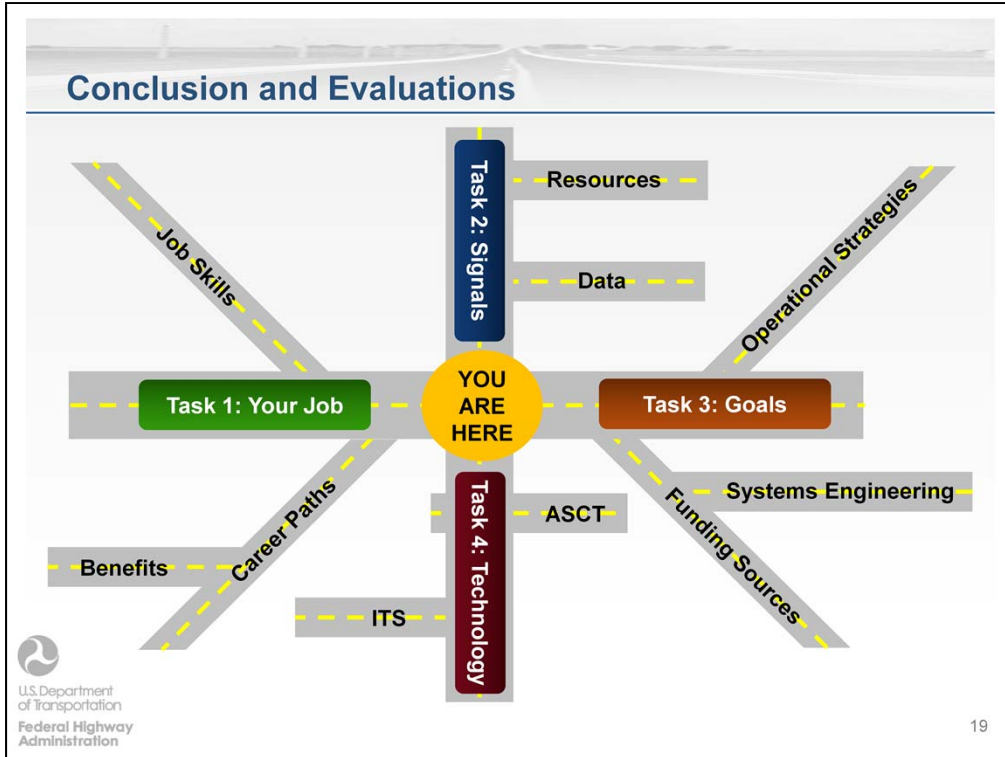 Conclusion and Evaluations
Task 2: Signals
Resources
Data
Job Skills
Operational Strategies
Task 1: Your Job
YOU
ARE
HERE
Task 3: Goals
Career Paths
Benefits
Task 4: Technology
ASCT
ITS
Funding Sources
Systems Engineering
U.S. Department
of Transportation
Federal Highway
Administration
19